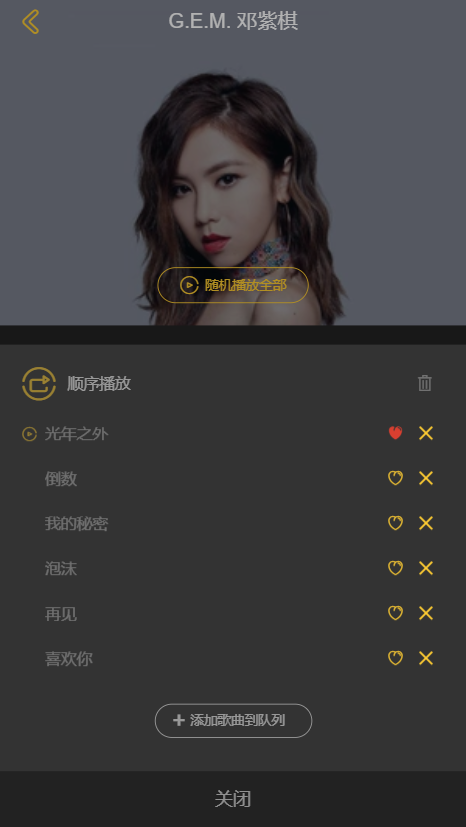 G.E.M. 邓紫棋
随机播放全部
顺序播放
光年之外
倒数
我的秘密
泡沫
再见
喜欢你
添加歌曲到队列
关闭